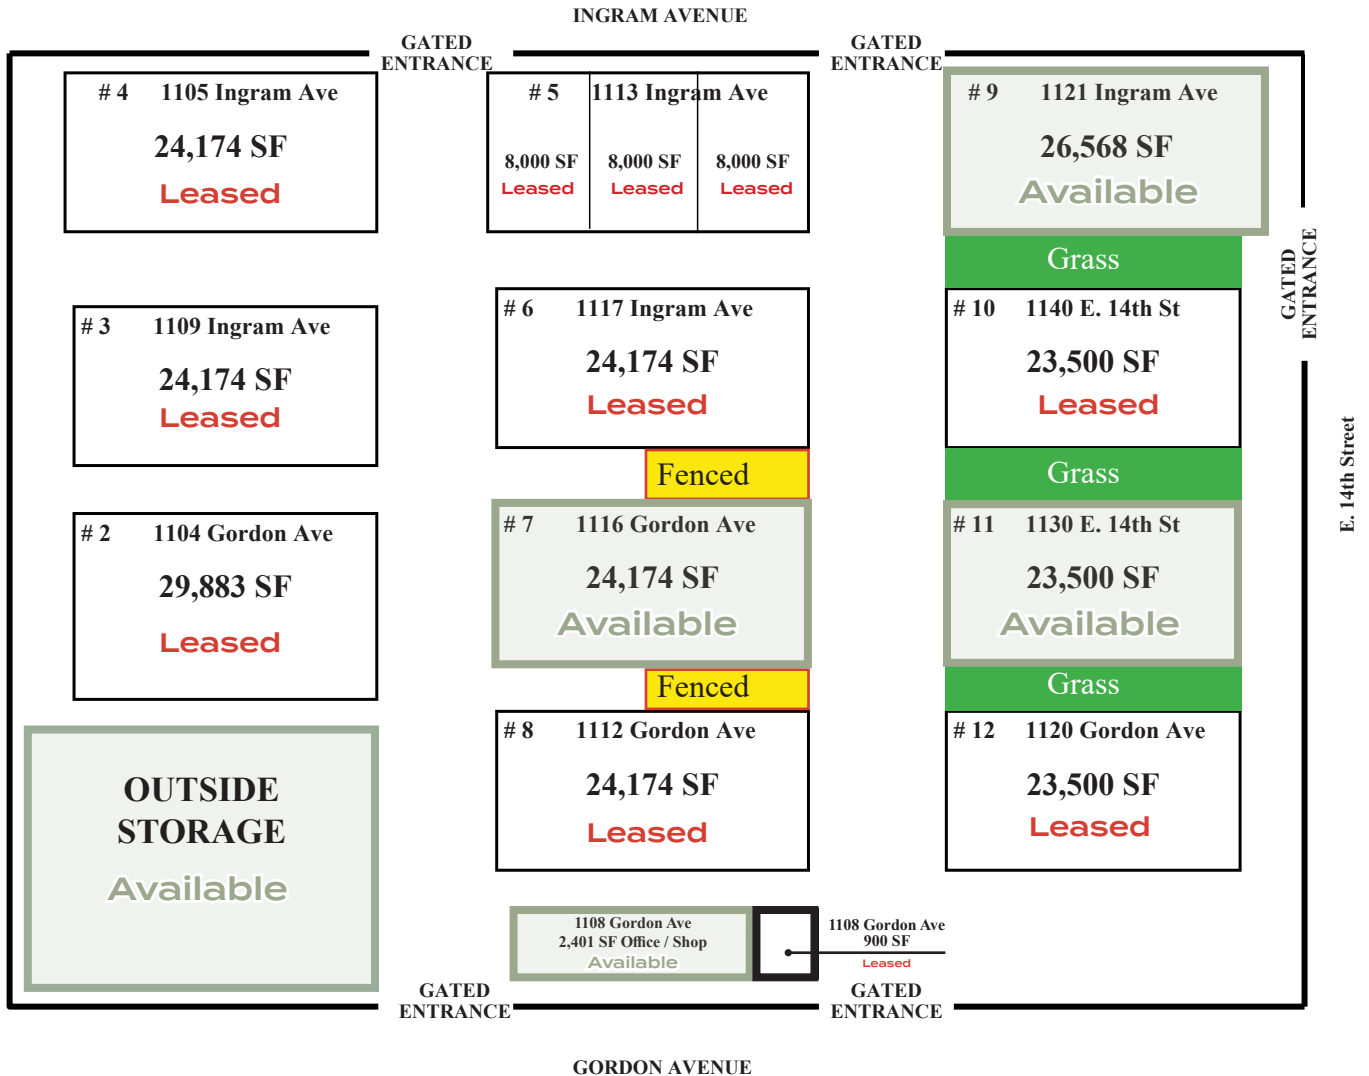 INGRAM AVENUE
GATED
ENTRANCE
GATED
ENTRANCE
# 4 1105 Ingram Ave
24,174 SF
Leased
# 5 1113 Ingram Ave
8,000 SF 8,000 SF 8,000 SF
Leased Leased Leased
# 9 1121 Ingram Ave
26,568 SF
Available
Grass
GATED
ENTRANCE
# 3 1109 Ingram Ave
24,174 SF
Leased
# 6 1117 Ingram Ave
24,174 SF
Leased
# 10 1140 E. 14th St
23,500 SF
Leased
Fenced
Grass
E. 14th Street
# 2 1104 Gordon Ave
29,883 SF
Leased
# 7 1116 Gordon Ave
24,174 SF
Available
# 11 1130 E. 14th St
23,500 SF
Available
Fenced
Grass
OUTSIDE
STORAGE
Available
# 8 1112 Gordon Ave
24,174 SF
Leased
# 12 1120 Gordon Ave
23,500 SF
Leased
1108 Gordon Ave
2,401 SF Office / Shop
Available
1108 Gordon Ave
900 SF
Leased
GATED
ENTRANCE
GATED
ENTRANCE
GORDON AVENUE